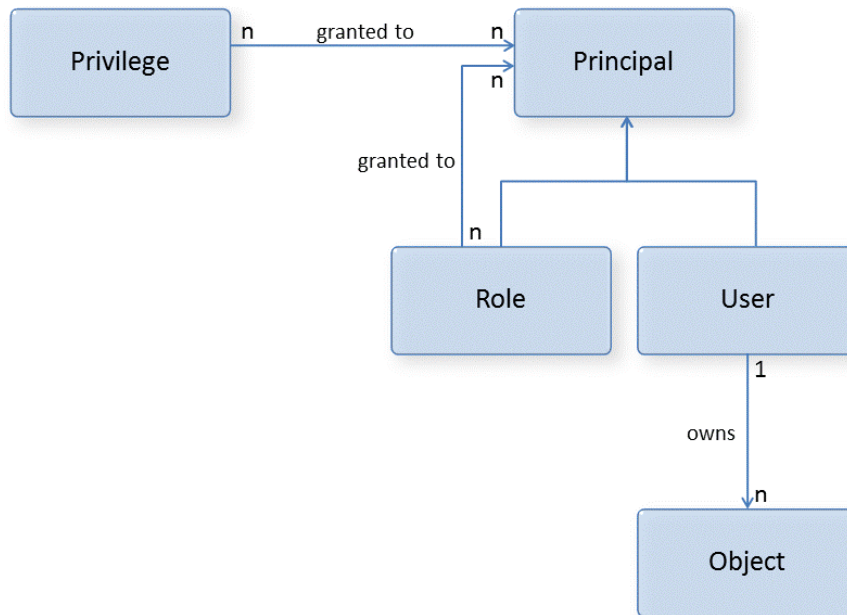 Privilege
n
granted to
n
Principal
n
granted to
n
Role
User
1
owns
n
Object